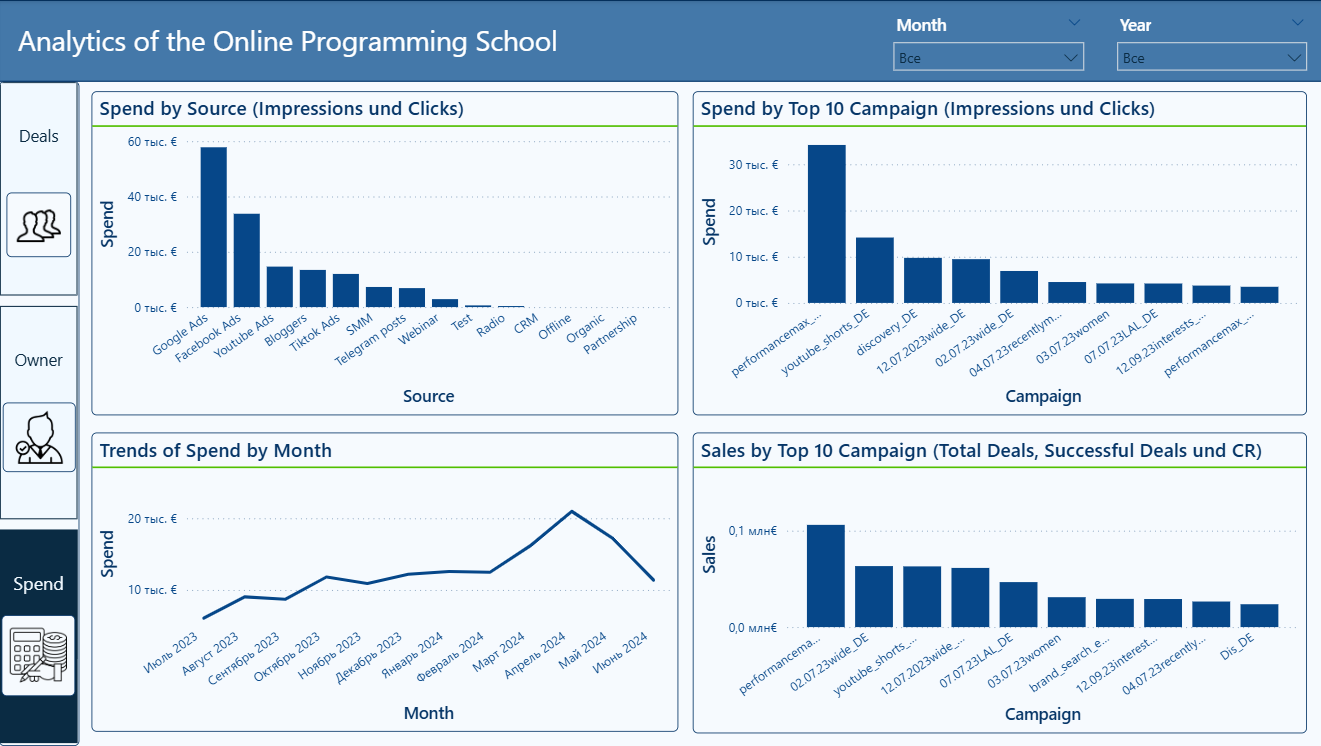 Analytics of the Online Programming School
Month
Все
Year
Все
Deals
Owner
Spend
Spend by Source (Impressions und Clicks)
60 тыс. €
40 тыс. €
20 тыс. €
0 тыс. €
Spend
Google Ads
Facebook Ads
Youtube Ads
Bloggers
Tiktok Ads
SMM
Telegram posts
Webinar
Test
Radio
CRM
Offline
Organic
Partnership
Source
Spend by Top 10 Campaign (Impressions und Clicks)
30 тыс. €
20 тыс. €
10 тыс. €
0 тыс. €
Spend
performancemax_...
youtube_shorts_DE
discovery_DE
12.07.2023wide_DE
02.07.23wide_DE
04.07.23recentlym...
03.07.23women
07.07.23LAL_DE
12.09.23interests_...
performancemax_...
Campaign
Trends of Spend by Month
20 тыс. €
10 тыс. €
Spend
Июль 2023
Август 2023
Сентябрь 2023
Октябрь 2023
Ноябрь 2023
Декабрь 2023
Январь 2024
Февраль 2024
Март 2024
Апрель 2024
Май 2024
Июнь 2024
Month
Sales by Top 10 Campaign (Total Deals, Successful Deals und CR)
0,1 млн€
0,0 млн€
Sales
performancema...
02.07.23wide_DE
youtube_shorts_...
12.07.2023wide_...
07.07.23LAL_DE
03.07.23women
brand_search_e...
12.09.23interest...
04.07.23recently...
Dis_DE
Campaign